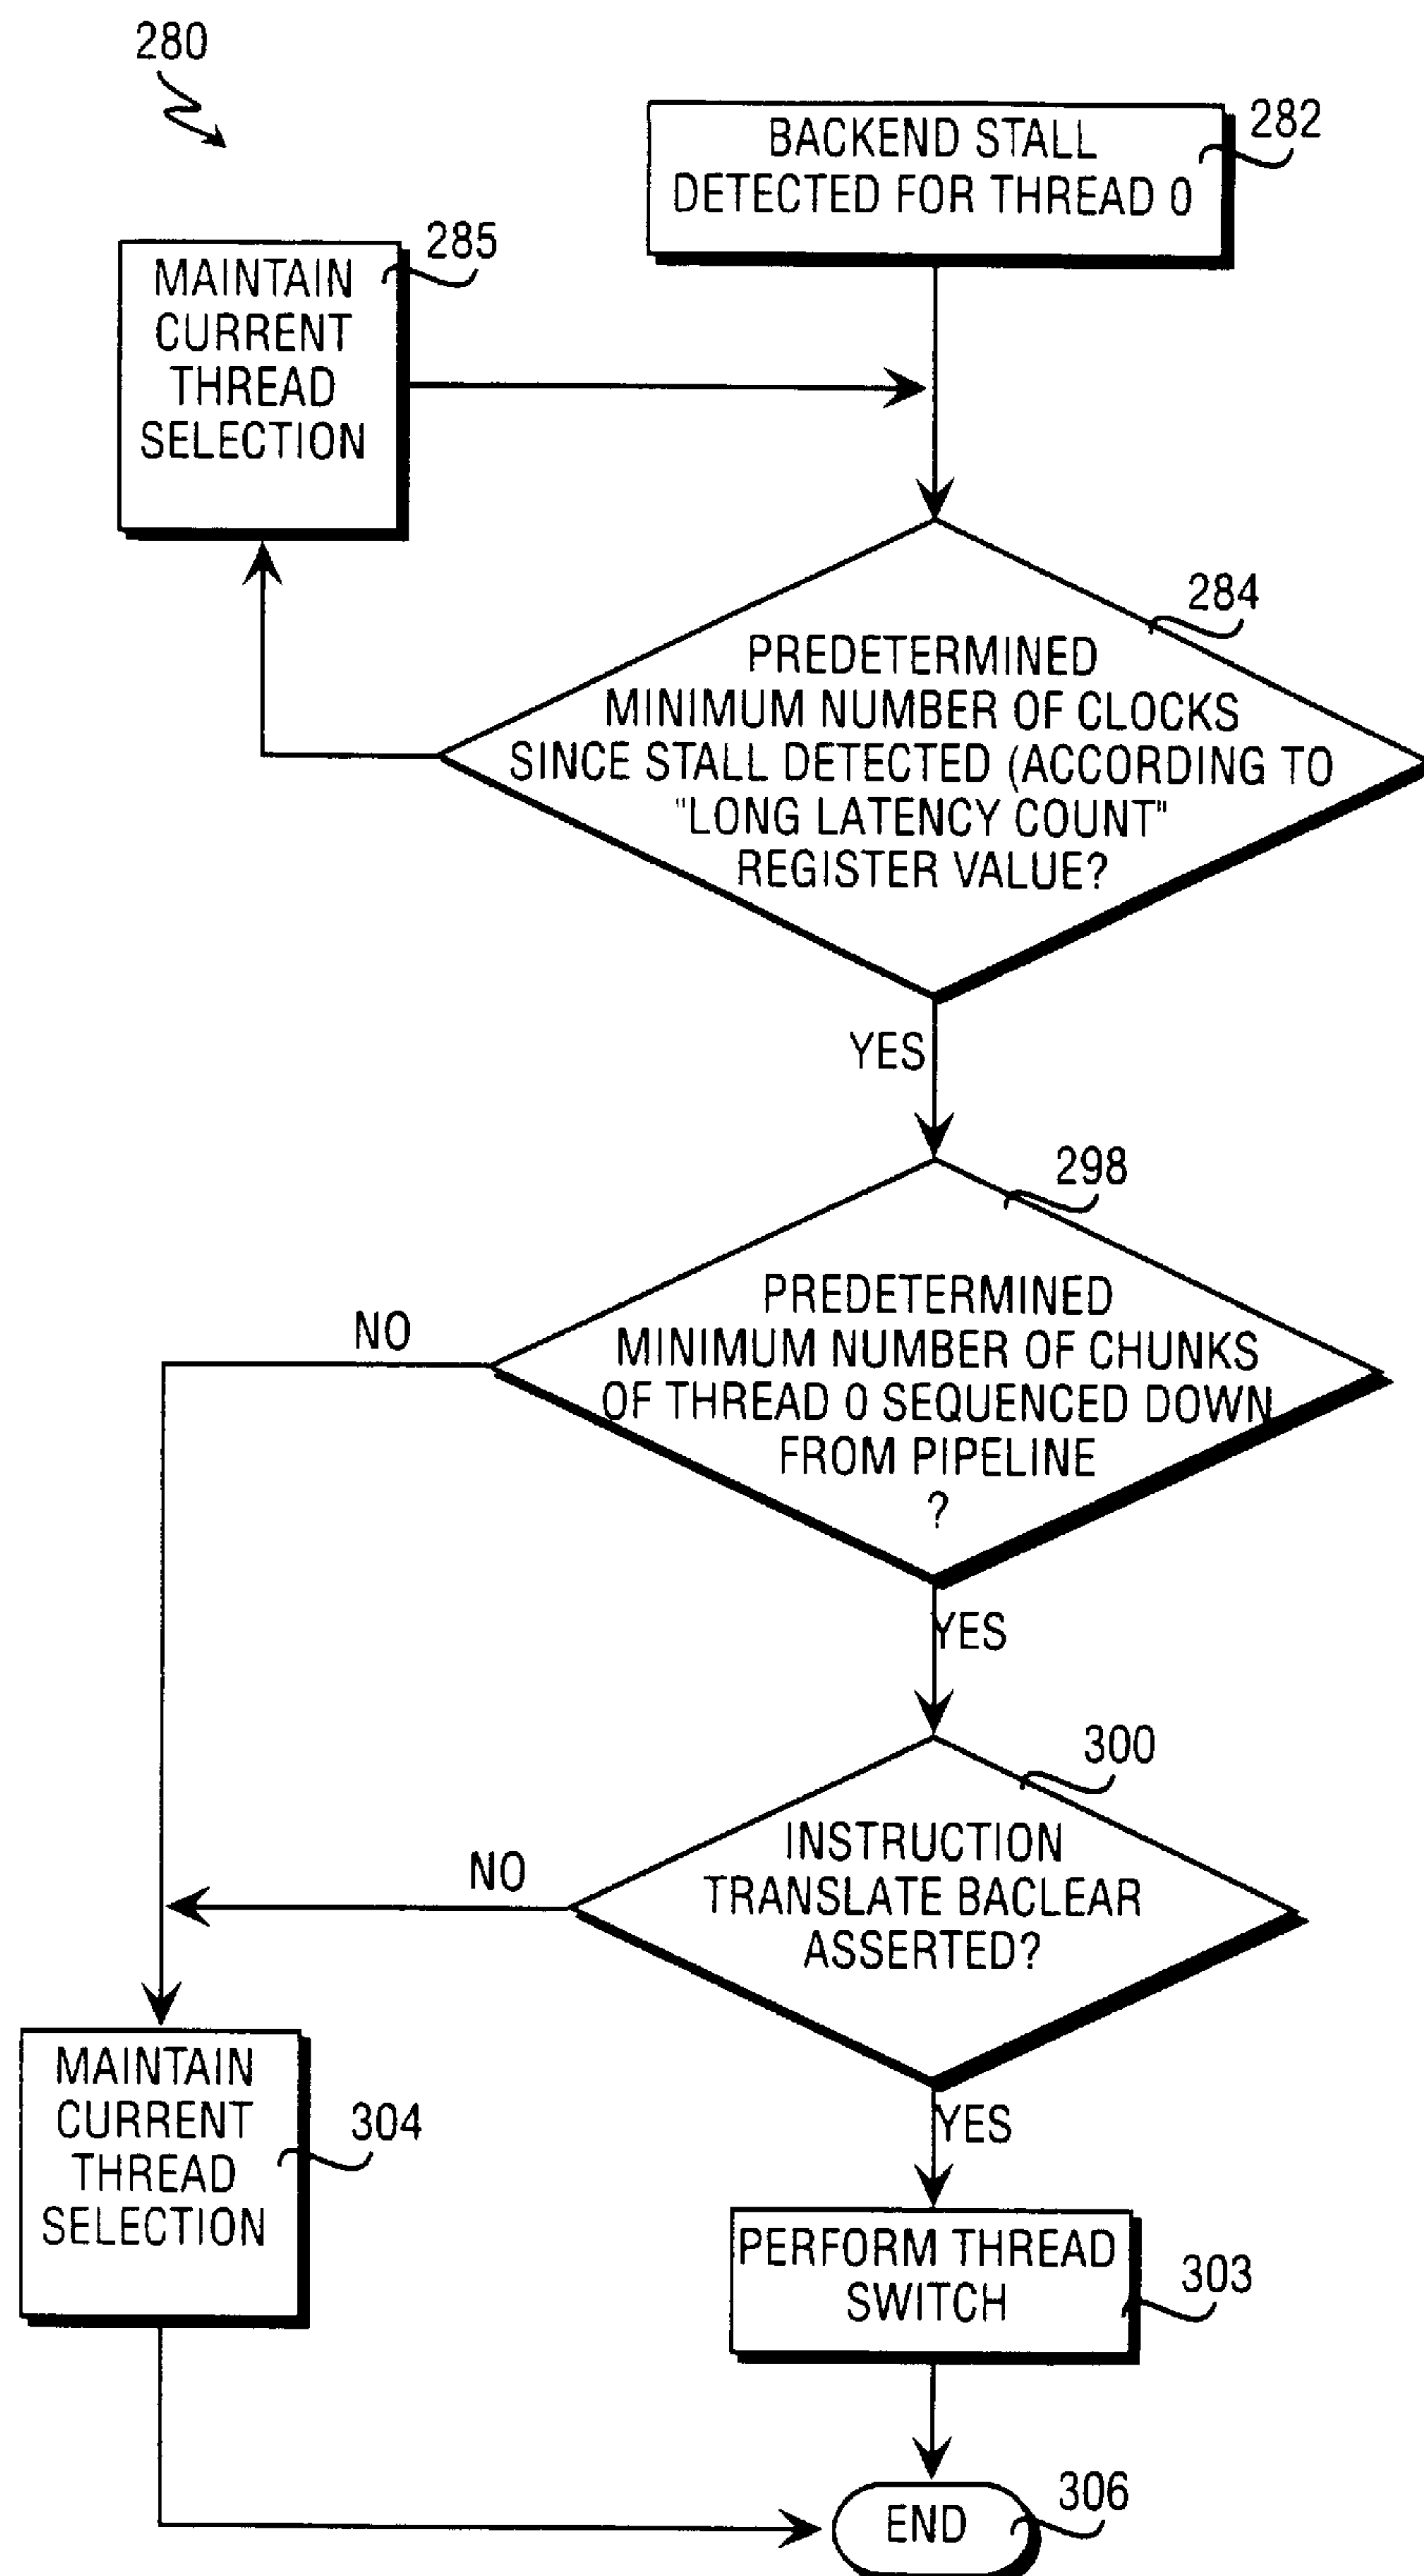 280
BACKEND STALL
DETECTED FOR THREAD 0
282
MAINTAIN
CURRENT
THREAD
SELECTION
285
PREDETERMINED
MINIMUM NUMBER OF CLOCKS
SINCE STALL DETECTED (ACCORDING TO
"LONG LATENCY COUNT"
REGISTER VALUE?
284
YES
PREDETERMINED
MINIMUM NUMBER OF CHUNKS
OF THREAD 0 SEQUENCED DOWN
FROM PIPELINE
?
298
NO
YES
INSTRUCTION
TRANSLATE BACLEAR
ASSERTED?
300
NO
YES
MAINTAIN
CURRENT
THREAD
SELECTION
304
PERFORM THREAD
SWITCH
303
END
306